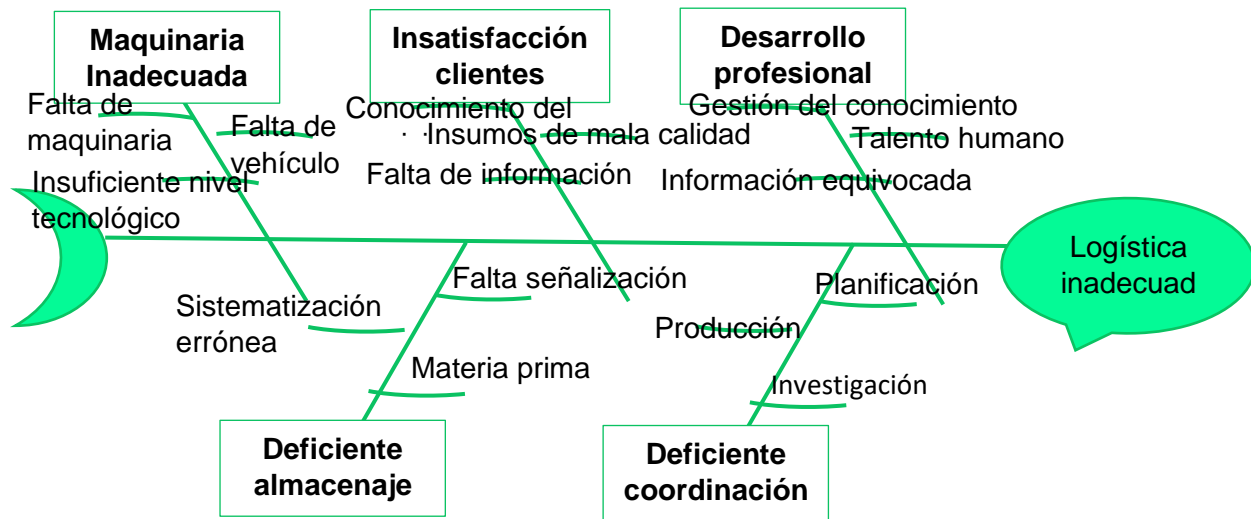 Maquinaria
Inadecuada
Insatisfacción
clientes
Desarrollo
profesional
Falta de
maquinaria
Falta de
vehículo
Insuficiente nivel
tecnológico
Conocimiento del
Insumos de mala calidad
Falta de información
Gestión del conocimiento
Talento humano
Información equivocada
Logística
inadecuad
Sistematización
errónea
Falta señalización
Materia prima
Planificación
Producción
Investigación
Deficiente
almacenaje
Deficiente
coordinación